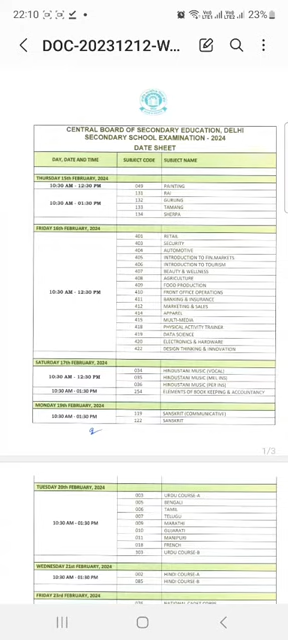 22:10 23%
DOC-20231212-W...
CENTRAL BOARD OF SECONDARY EDUCATION, DELHI
SECONDARY SCHOOL EXAMINATION - 2024
DATE SHEET
DAY, DATE AND TIME SUBJECT CODE SUBJECT NAME
THURSDAY 15th FEBRUARY, 2024
10:30 AM - 12:30 PM 049 PAINTING
10:30 AM - 01:30 PM
131 RAI
132 GURUNG
133 TAMANG
134 SHERPA
FRIDAY 16th FEBRUARY, 2024
10:30 AM - 12:30 PM
401 RETAIL
402 SECURITY
404 AUTOMOTIVE
405 INTRODUCTION TO FIN.MARKETS
406 INTRODUCTION TO TOURISM
407 BEAUTY & WELLNESS
408 AGRICULTURE
409 FOOD PRODUCTION
410 FRONT OFFICE OPERATIONS
411 BANKING & INSURANCE
412 MARKETING & SALES
414 APPAREL
415 MULTI-MEDIA
418 PHYSICAL ACTIVITY TRAINER
419 DATA SCIENCE
420 ELECTRONICS & HARDWARE
422 DESIGN THINKING & INNOVATION
SATURDAY 17th FEBRUARY, 2024
10:30 AM - 12:30 PM
034 HINDUSTANI MUSIC (VOCAL)
035 HINDUSTANI MUSIC (MEL INS)
036 HINDUSTANI MUSIC (PER INS)
10:30 AM - 01:30 PM 254 ELEMENTS OF BOOK KEEPING & ACCOUNTANCY
MONDAY 19th FEBRUARY, 2024
10:30 AM - 01:30 PM
119 SANSKRIT (COMMUNICATIVE)
122 SANSKRIT
1/3
TUESDAY 20th FEBRUARY, 2024
10:30 AM - 01:30 PM
003 URDU COURSE-A
005 BENGALI
006 TAMIL
007 TELUGU
009 MARATHI
010 GUJARATI
011 MANIPURI
018 FRENCH
303 URDU COURSE-B
WEDNESDAY 21st FEBRUARY, 2024
10:30 AM - 01:30 PM
002 HINDI COURSE-A
085 HINDI COURSE-B
FRIDAY 23rd FEBRUARY, 2024
076 NATIONAL CADET CORPS